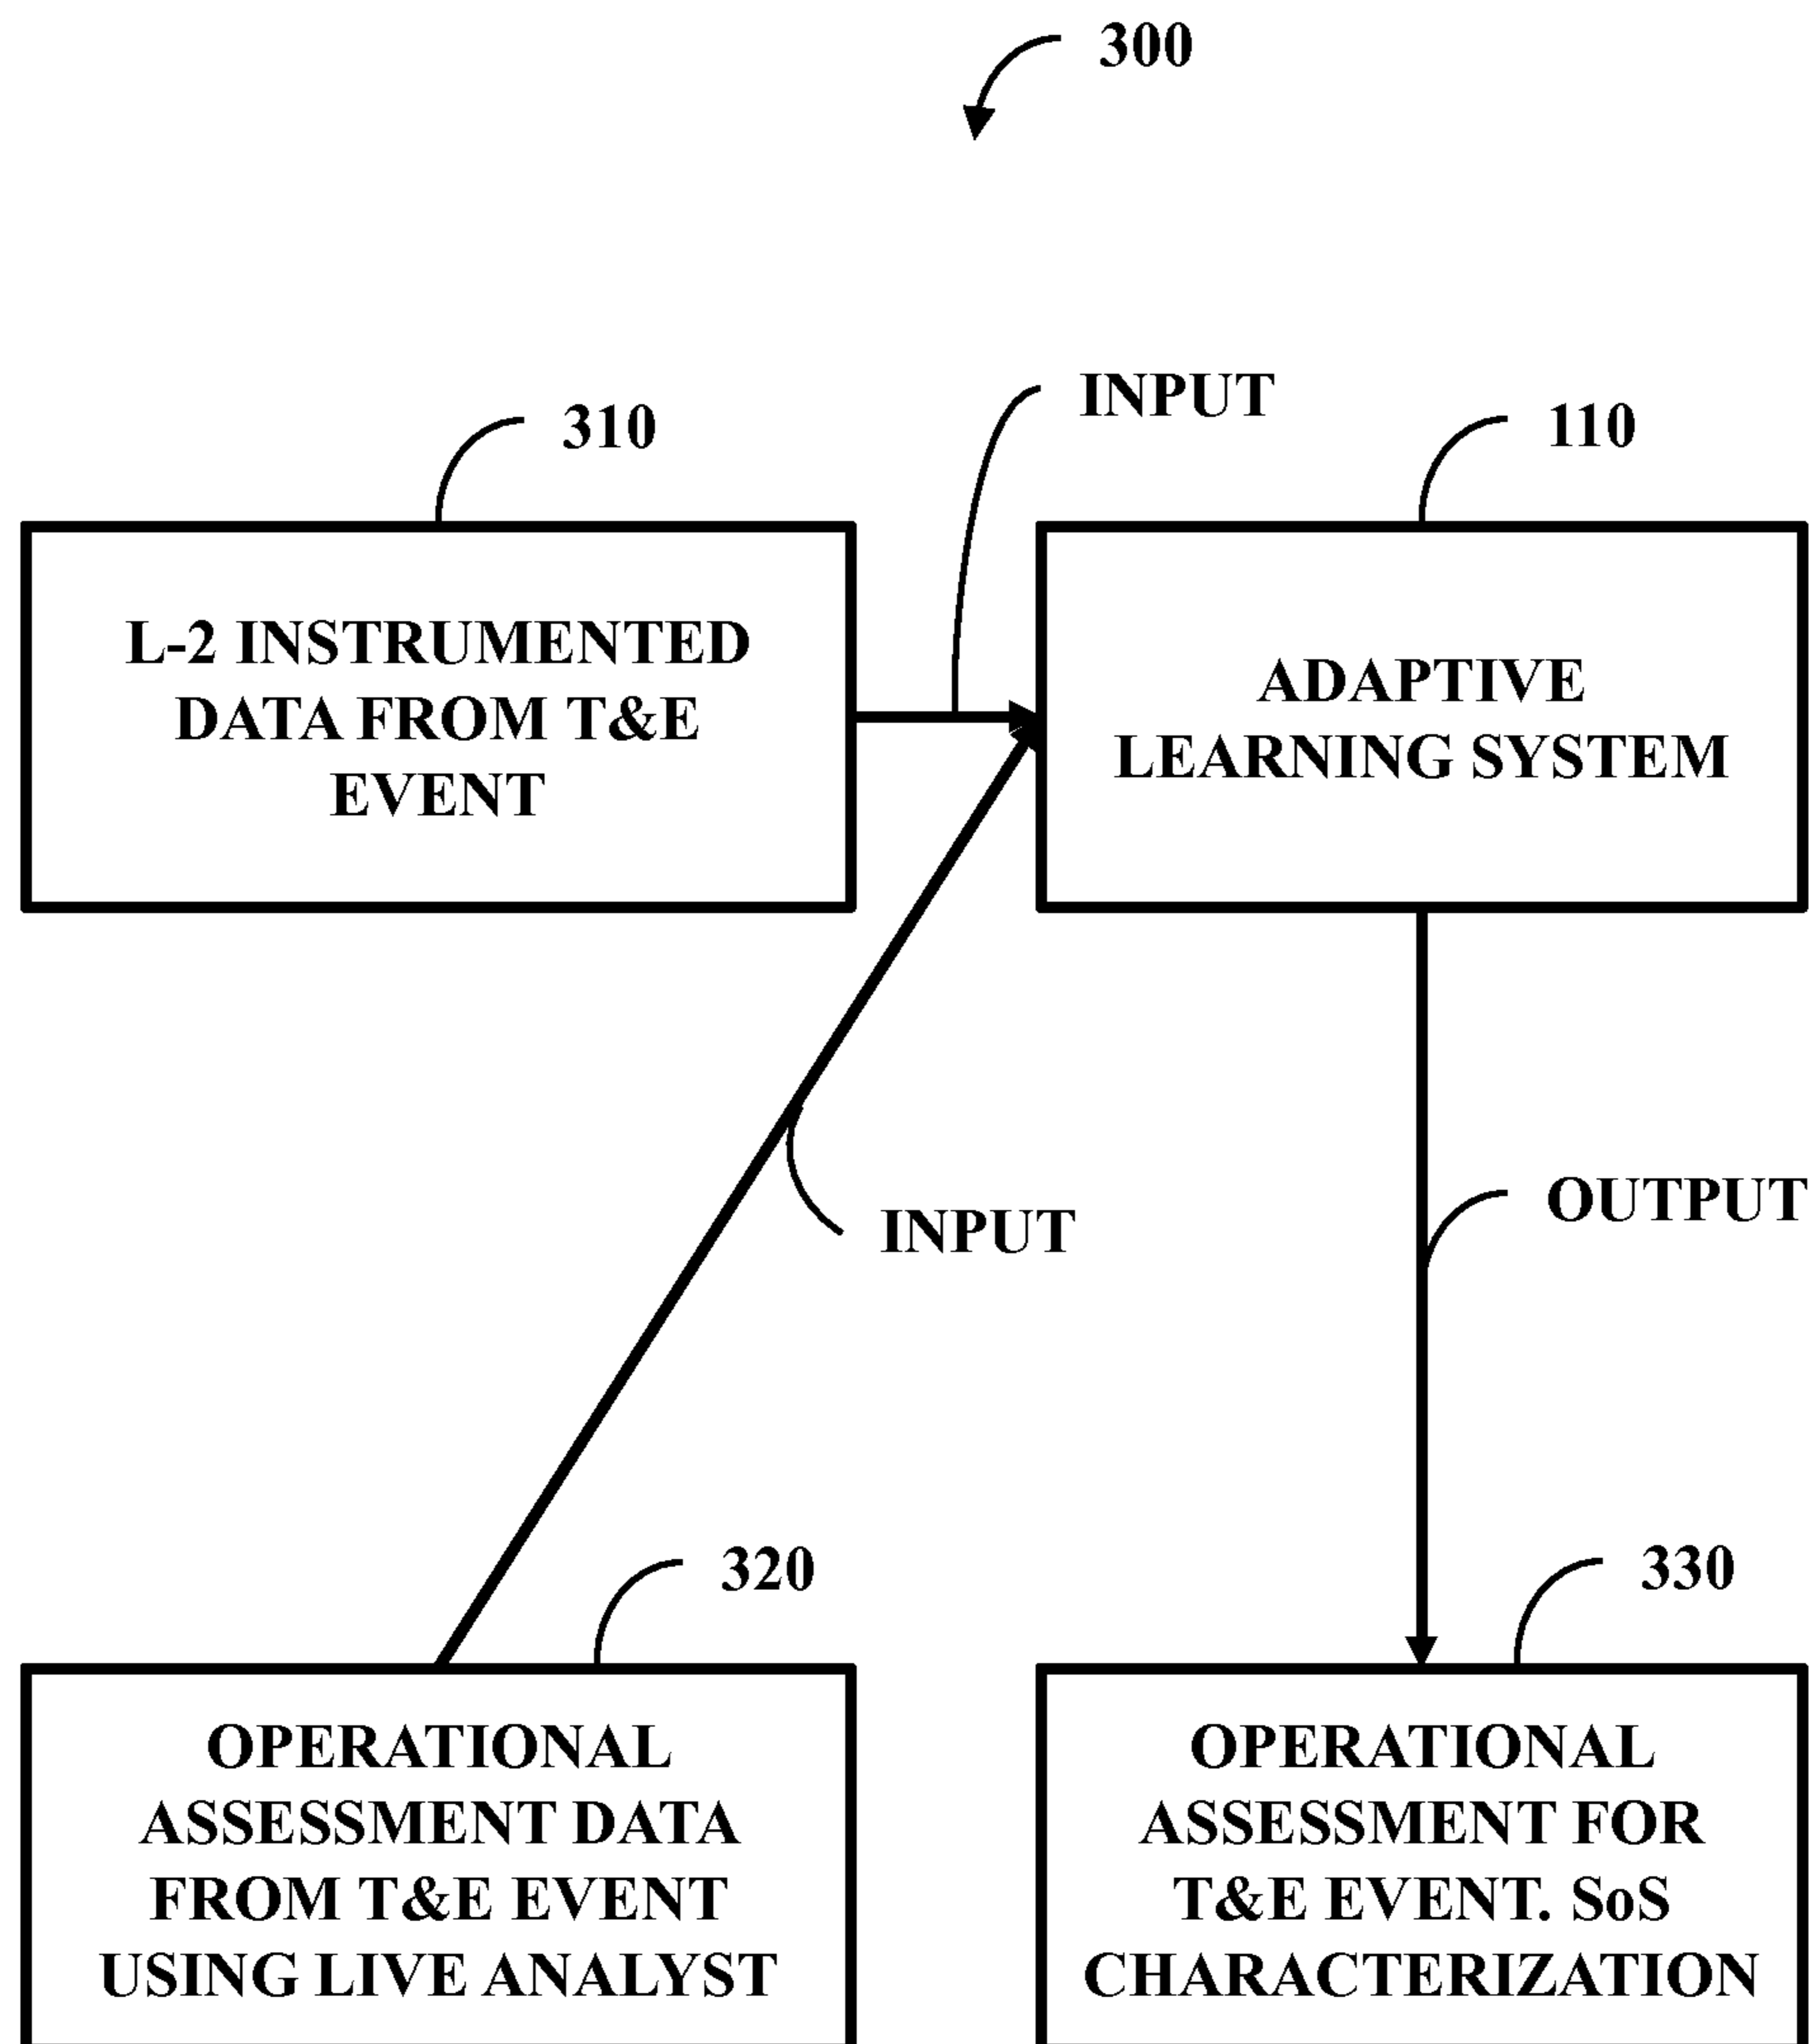 300
INPUT
310
110
L-2 INSTRUMENTED
DATA FROM T&E
EVENT
ADAPTIVE
LEARNING SYSTEM
INPUT
OUTPUT
320
330
OPERATIONAL
ASSESSMENT DATA
FROM T&E EVENT
USING LIVE ANALYST
OPERATIONAL
ASSESSMENT FOR
T&E EVENT. SoS
CHARACTERIZATION